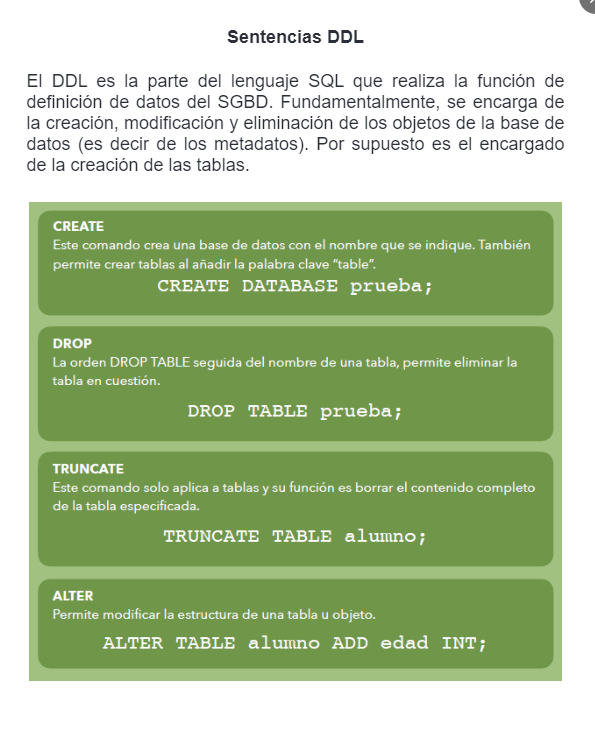 Sentencias DDL
El DDL es la parte del lenguaje SQL que realiza la función de
definición de datos del SGBD. Fundamentalmente, se encarga de
la creación, modificación y eliminación de los objetos de la base de
datos (es decir de los metadatos). Por supuesto es el encargado
de la creación de las tablas.
CREATE
Este comando crea una base de datos con el nombre que se indique. También
permite crear tablas al añadir la palabra clave “table”.
CREATE DATABASE prueba;
DROP
La orden DROP TABLE seguida del nombre de una tabla, permite eliminar la
tabla en cuestión.
DROP TABLE prueba;
TRUNCATE
Este comando solo aplica a tablas y su función es borrar el contenido completo
de la tabla especificada.
TRUNCATE TABLE alumno;
ALTER
Permite modificar la estructura de una tabla u objeto.
ALTER TABLE alumno ADD edad INT;